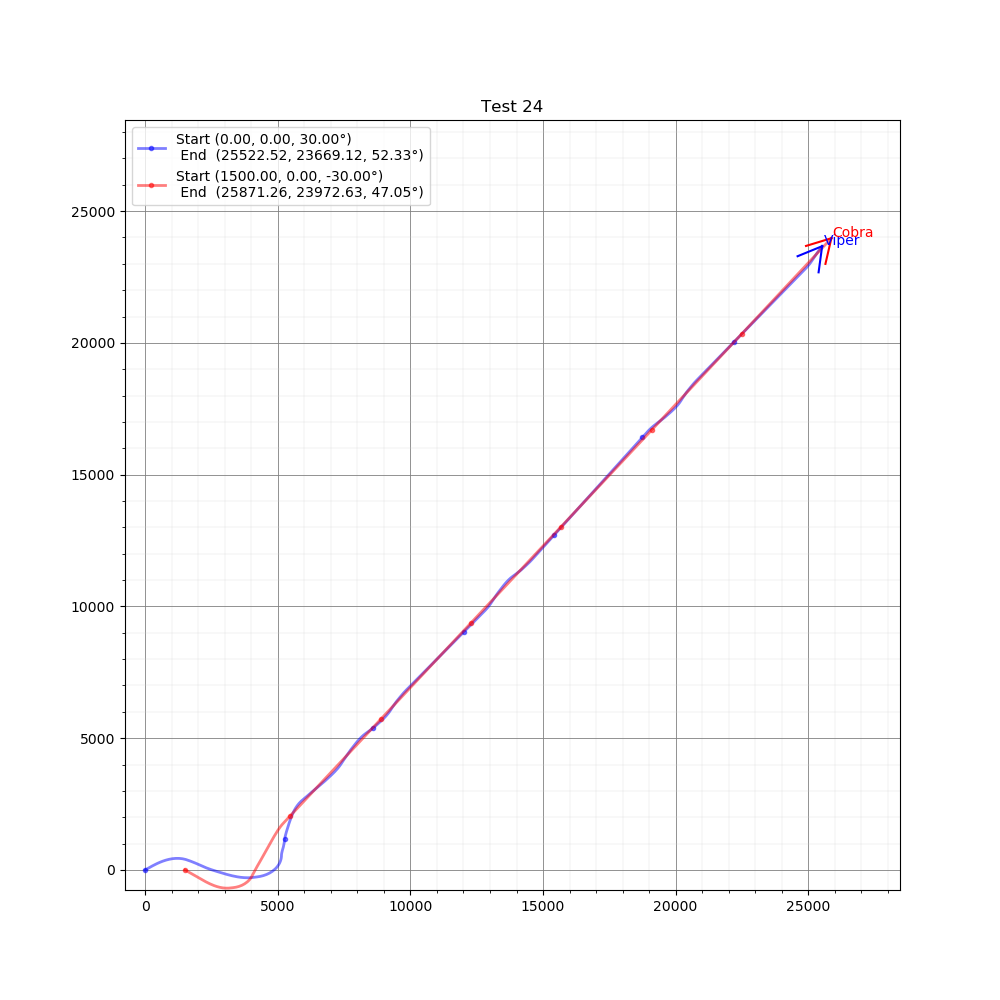 Test 24
Start (0.00, 0.00, 30.00°)
End (25522.52, 23669.12, 52.33°)
Start (1500.00, 0.00, -30.00°)
End (25871.26, 23972.63, 47.05°)
Cobra
Viper
25000
20000
15000
10000
5000
0
0 5000 10000 15000 20000 25000